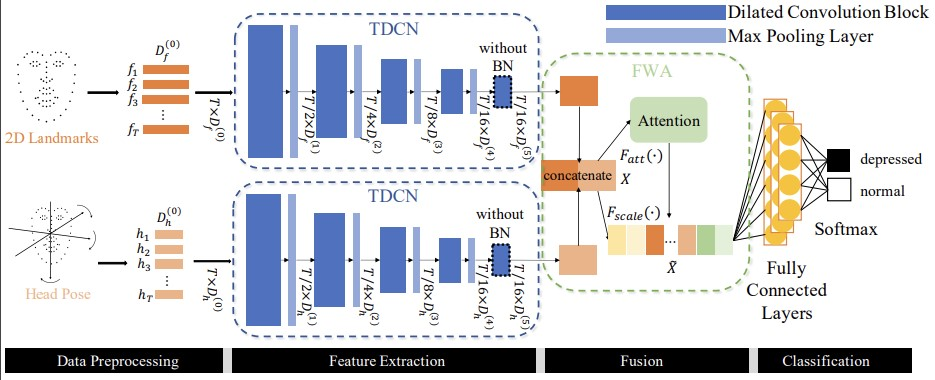 Dilated Convolution Block
Max Pooling Layer
TDCN
without
BN
FWA
D_f^{(0)}
f_1
f_2
f_3
⋮
f_T
2D Landmarks
T×D_f^{(0)}
T/2×D_f^{(1)}
T/4×D_f^{(2)}
T/8×D_f^{(3)}
T/16×D_f^{(4)}
T/16×D_f^{(5)}
Attention
F_{att}(·)
concatenate
X
F_{scale}(·)
...
X̃
Fully
Connected
Layers
depressed
normal
Softmax
TDCN
without
BN
D_h^{(0)}
h_1
h_2
h_3
⋮
h_T
Head Pose
T×D_h^{(0)}
T/2×D_h^{(1)}
T/4×D_h^{(2)}
T/8×D_h^{(3)}
T/16×D_h^{(4)}
T/16×D_h^{(5)}
Data Preprocessing
Feature Extraction
Fusion
Classification